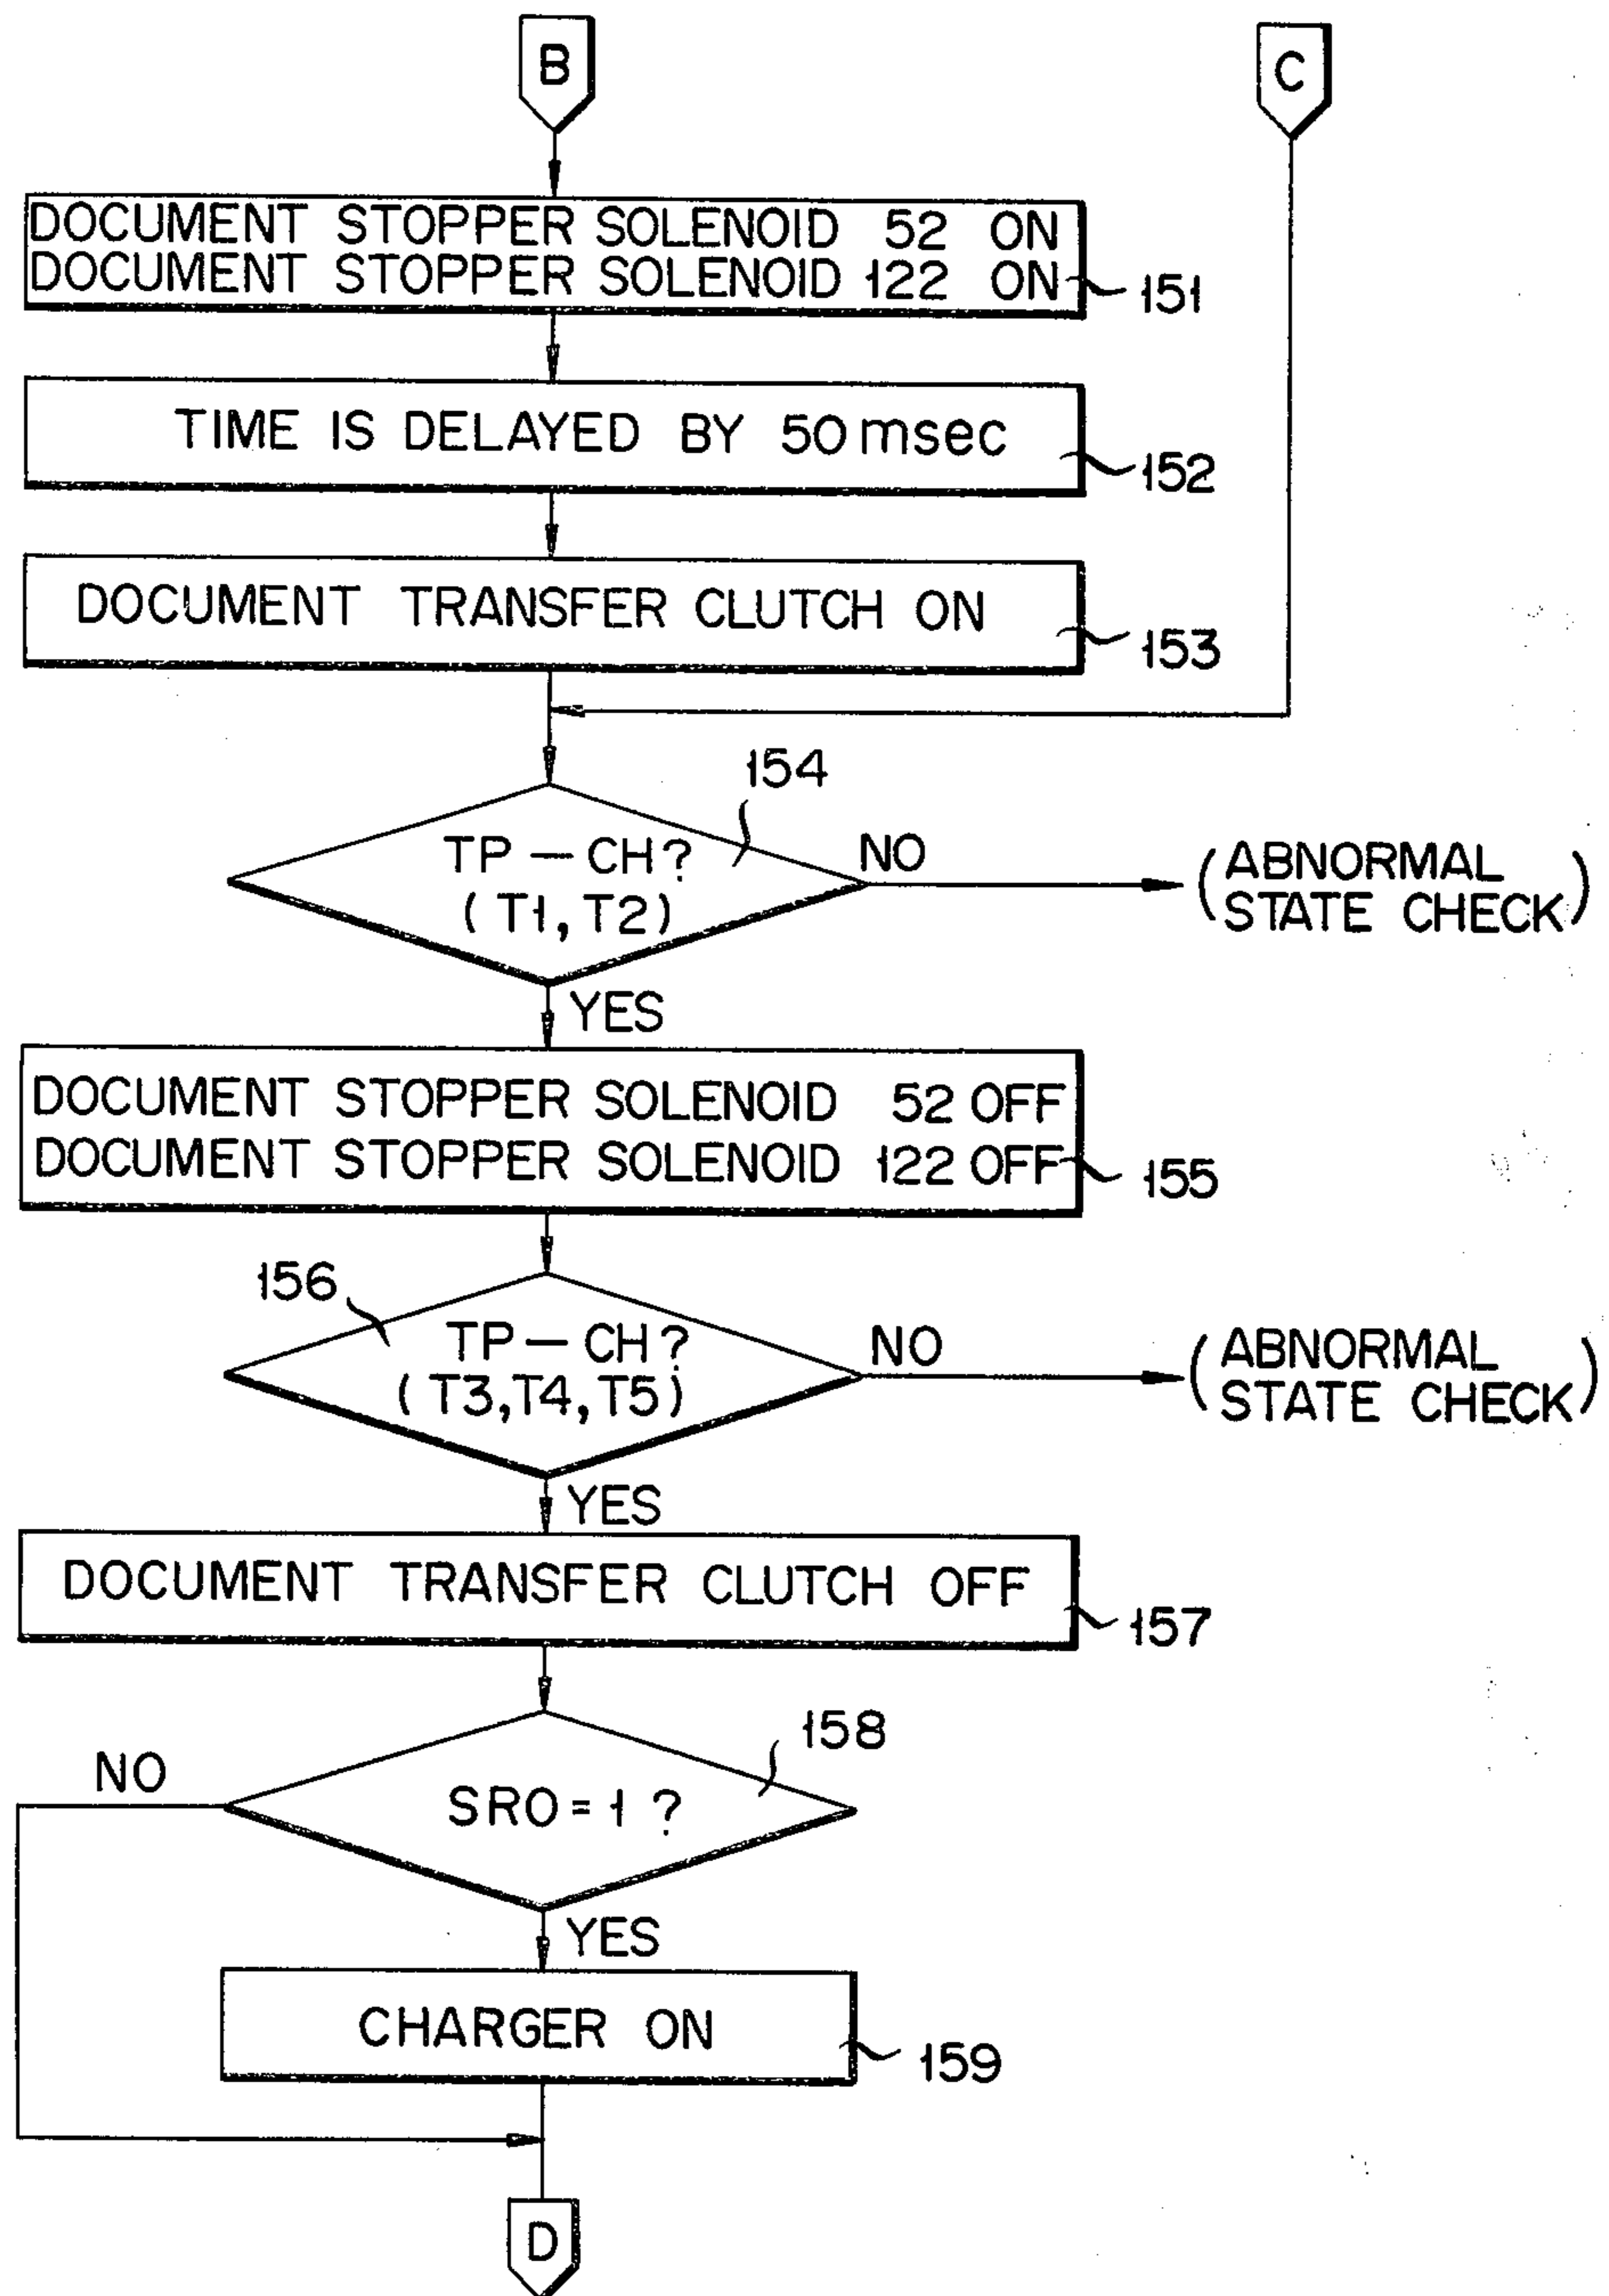 B
C
DOCUMENT STOPPER SOLENOID 52 ON
DOCUMENT STOPPER SOLENOID 122 ON
151
TIME IS DELAYED BY 50 msec
152
DOCUMENT TRANSFER CLUTCH ON
153
154
TP – CH?
(T1, T2)
NO
(ABNORMAL
STATE CHECK)
YES
DOCUMENT STOPPER SOLENOID 52 OFF
DOCUMENT STOPPER SOLENOID 122 OFF
155
156
TP – CH?
(T3, T4, T5)
NO
(ABNORMAL
STATE CHECK)
YES
DOCUMENT TRANSFER CLUTCH OFF
157
158
NO
SRO = 1 ?
YES
CHARGER ON
159
D